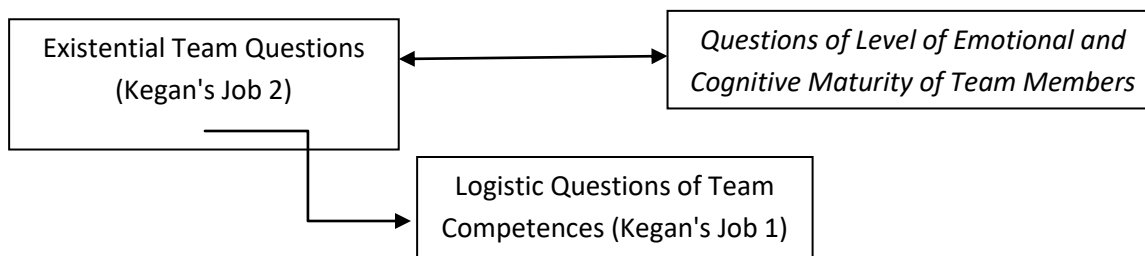 Existential Team Questions
(Kegan's Job 2)
Questions of Level of Emotional and
Cognitive Maturity of Team Members
Logistic Questions of Team
Competences (Kegan's Job 1)